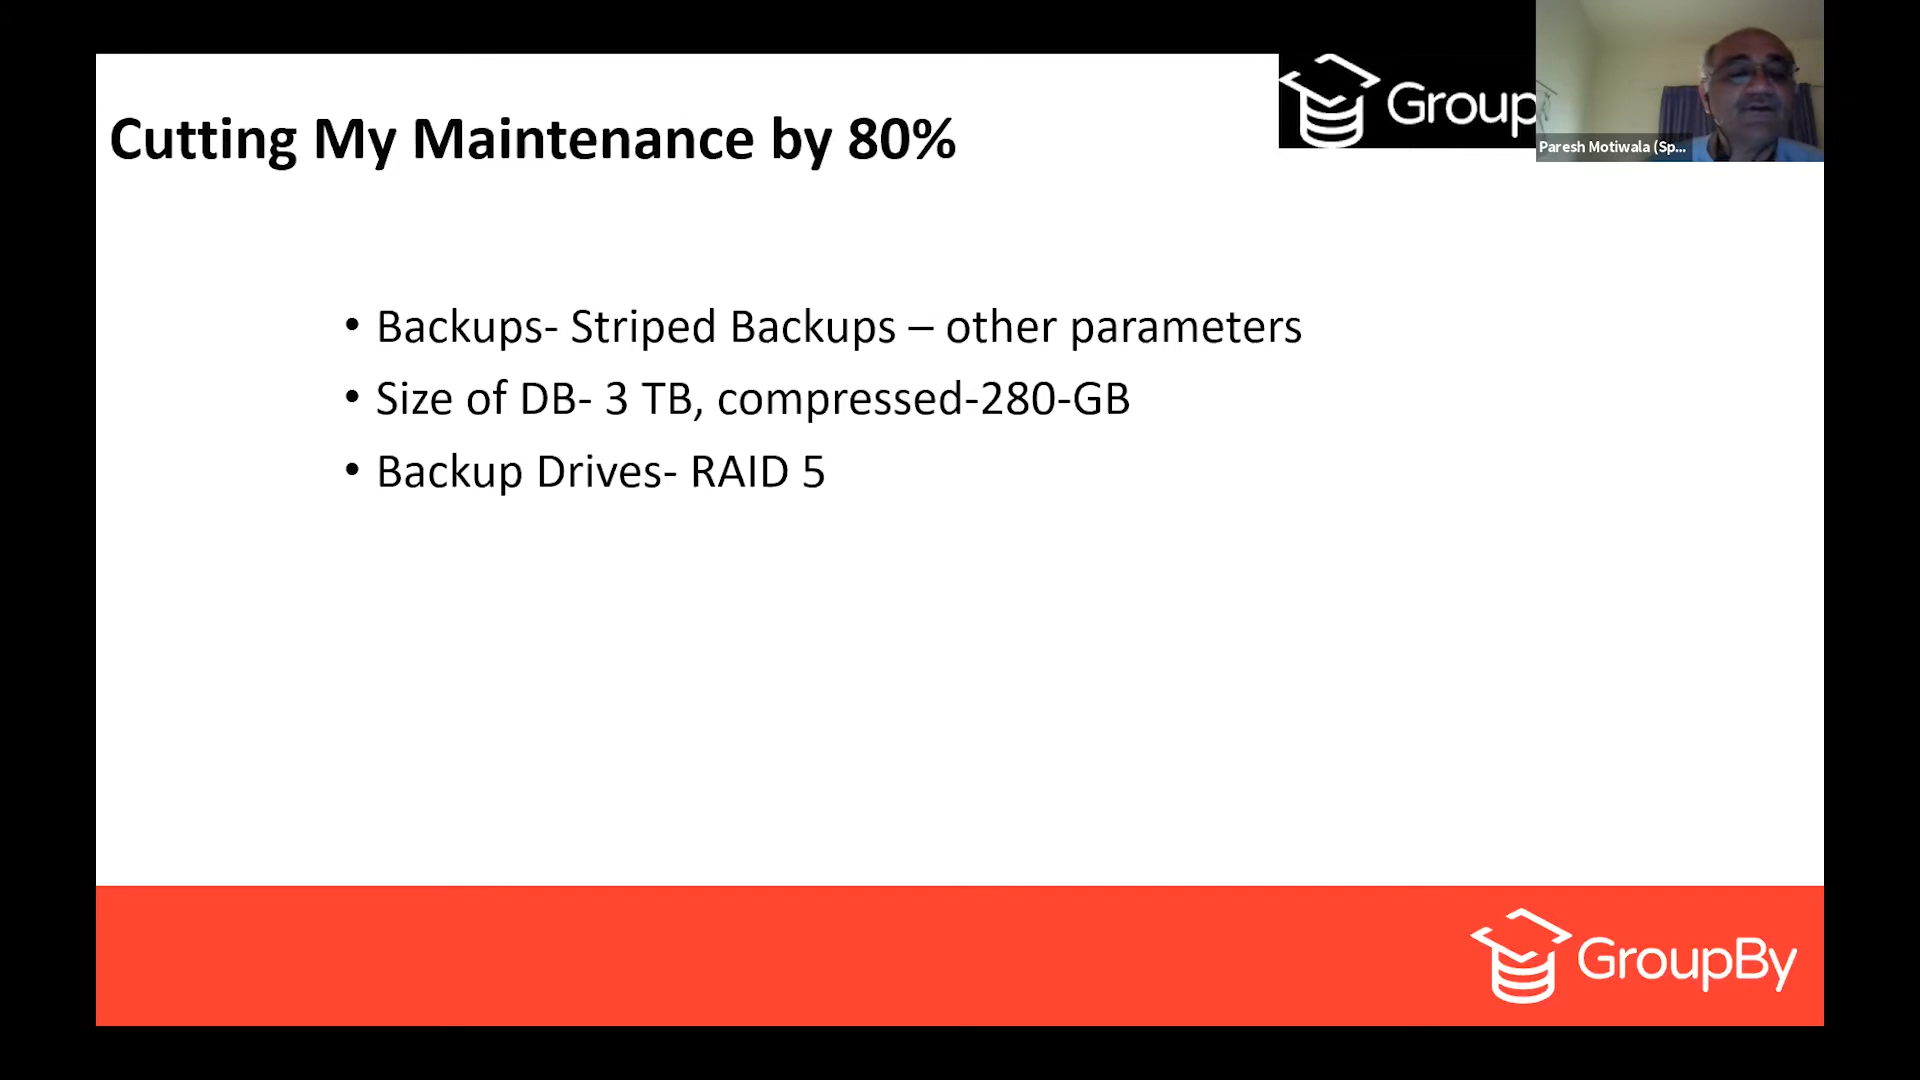 Cutting My Maintenance by 80%
Group
Paresh Motiwala (Sp...
• Backups- Striped Backups – other parameters
• Size of DB- 3 TB, compressed-280-GB
• Backup Drives- RAID 5
GroupBy